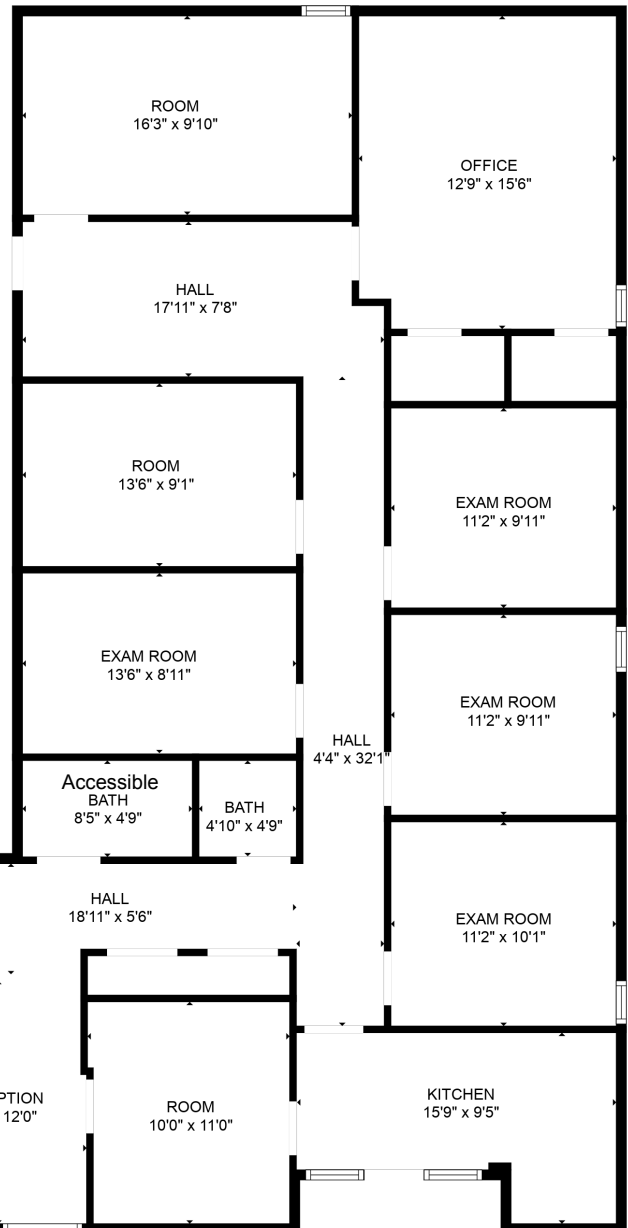 ROOM
16'3" x 9'10"
OFFICE
12'9" x 15'6"
HALL
17'11" x 7'8"
ROOM
13'6" x 9'1"
EXAM ROOM
11'2" x 9'11"
EXAM ROOM
13'6" x 8'11"
EXAM ROOM
11'2" x 9'11"
HALL
4'4" x 32'1"
Accessible
BATH
8'5" x 4'9"
BATH
4'10" x 4'9"
HALL
18'11" x 5'6"
EXAM ROOM
11'2" x 10'1"
PTION
12'0"
ROOM
10'0" x 11'0"
KITCHEN
15'9" x 9'5"